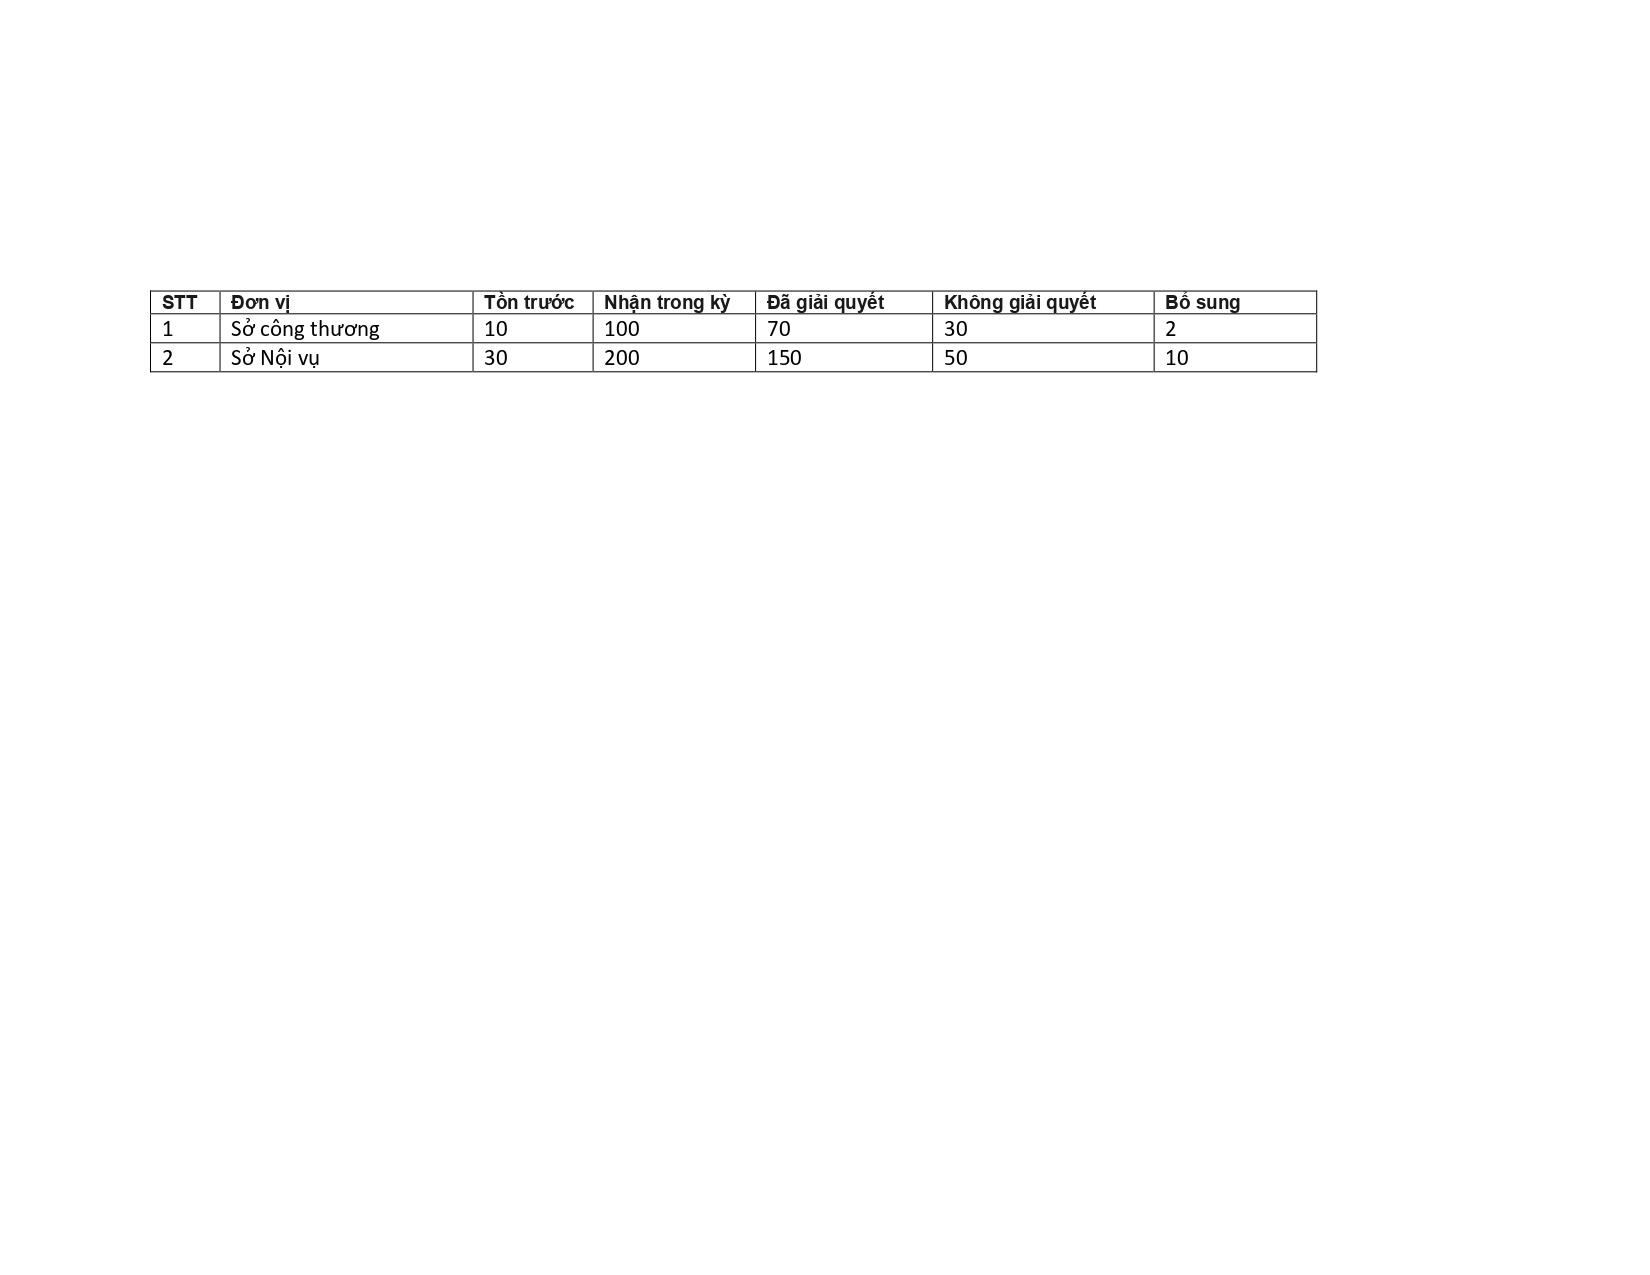 STT Đơn vị Tồn trước Nhận trong kỳ Đã giải quyết Không giải quyết Bổ sung
1 Sở công thương 10 100 70 30 2
2 Sở Nội vụ 30 200 150 50 10